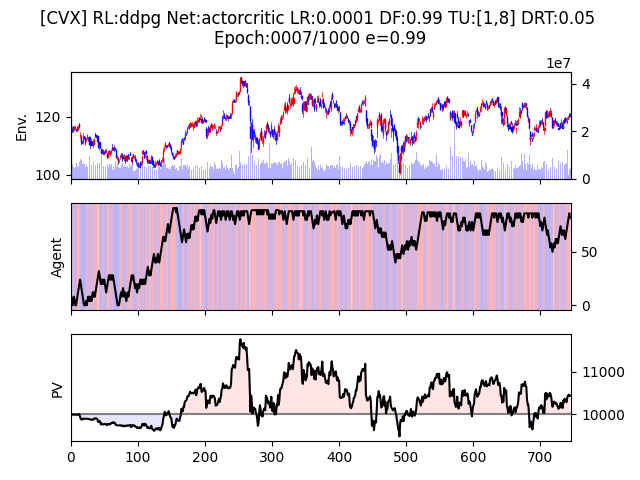 [CVX] RL:ddpg Net:actorcritic LR:0.0001 DF:0.99 TU:[1,8] DRT:0.05
Epoch:0007/1000 e=0.99
1e7
Env.
120
100
4
2
0
Agent
50
0
PV
11000
10000
0 100 200 300 400 500 600 700